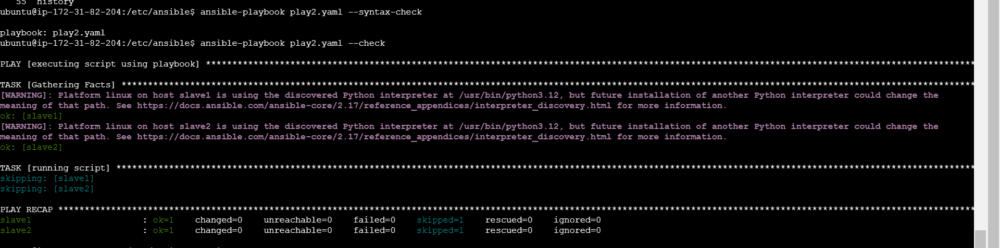 55  history
ubuntu@ip-172-31-82-204:/etc/ansible$ ansible-playbook play2.yaml --syntax-check
playbook: play2.yaml
ubuntu@ip-172-31-82-204:/etc/ansible$ ansible-playbook play2.yaml --check
PLAY [executing script using playbook] **************************************************************************************************************************************************
TASK [Gathering Facts] ******************************************************************************************************************************************************************
[WARNING]: Platform linux on host slave1 is using the discovered Python interpreter at /usr/bin/python3.12, but future installation of another Python interpreter could change the
meaning of that path. See https://docs.ansible.com/ansible-core/2.17/reference_appendices/interpreter_discovery.html for more information.
ok: [slave1]
[WARNING]: Platform linux on host slave2 is using the discovered Python interpreter at /usr/bin/python3.12, but future installation of another Python interpreter could change the
meaning of that path. See https://docs.ansible.com/ansible-core/2.17/reference_appendices/interpreter_discovery.html for more information.
ok: [slave2]
TASK [running script] *******************************************************************************************************************************************************************
skipping: [slave1]
skipping: [slave2]
PLAY RECAP ******************************************************************************************************************************************************************************
slave1                     : ok=1    changed=0    unreachable=0    failed=0    skipped=1    rescued=0    ignored=0
slave2                     : ok=1    changed=0    unreachable=0    failed=0    skipped=1    rescued=0    ignored=0